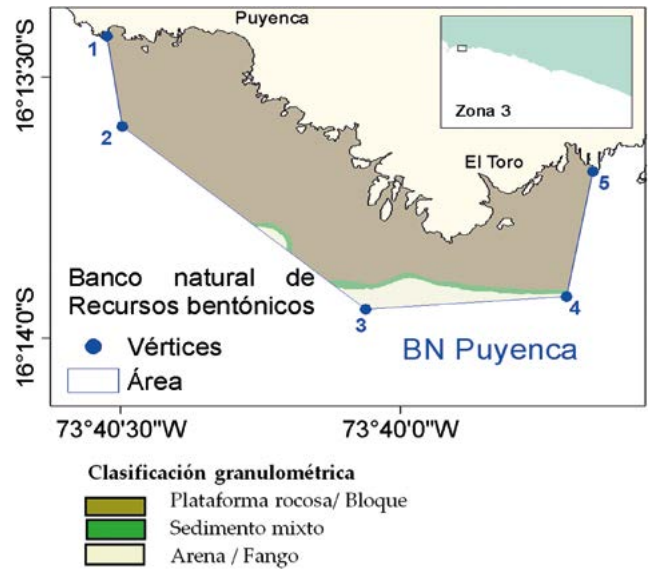 Puyenca
1
16°13'30"S
2
Zona 3
El Toro
5
Banco natural de
Recursos bentónicos
Vértices
Área
3
4
BN Puyenca
16°14'0"S
73°40'30"W
73°40'0"W
Clasificación granulométrica
Plataforma rocosa/ Bloque
Sedimento mixto
Arena / Fango